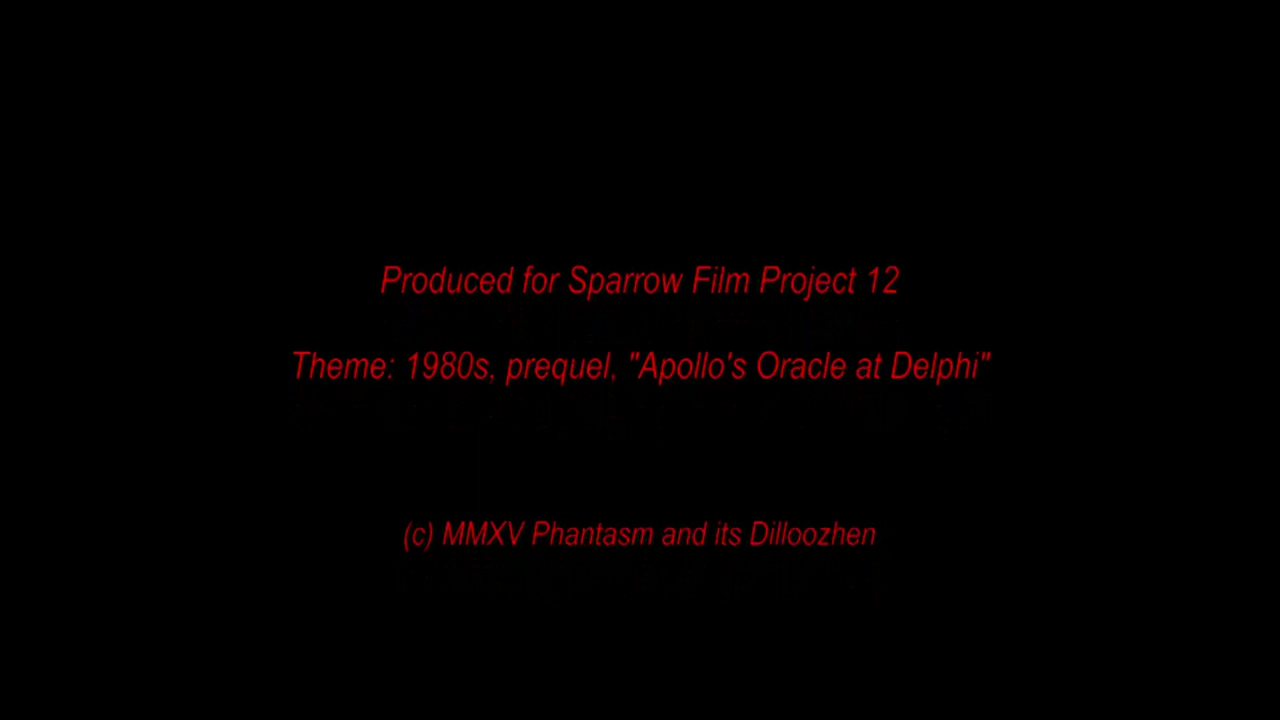 Produced for Sparrow Film Project 12
Theme: 1980s, prequel, "Apollo's Oracle at Delphi"
(c) MMXV Phantasm and its Dilloozhen